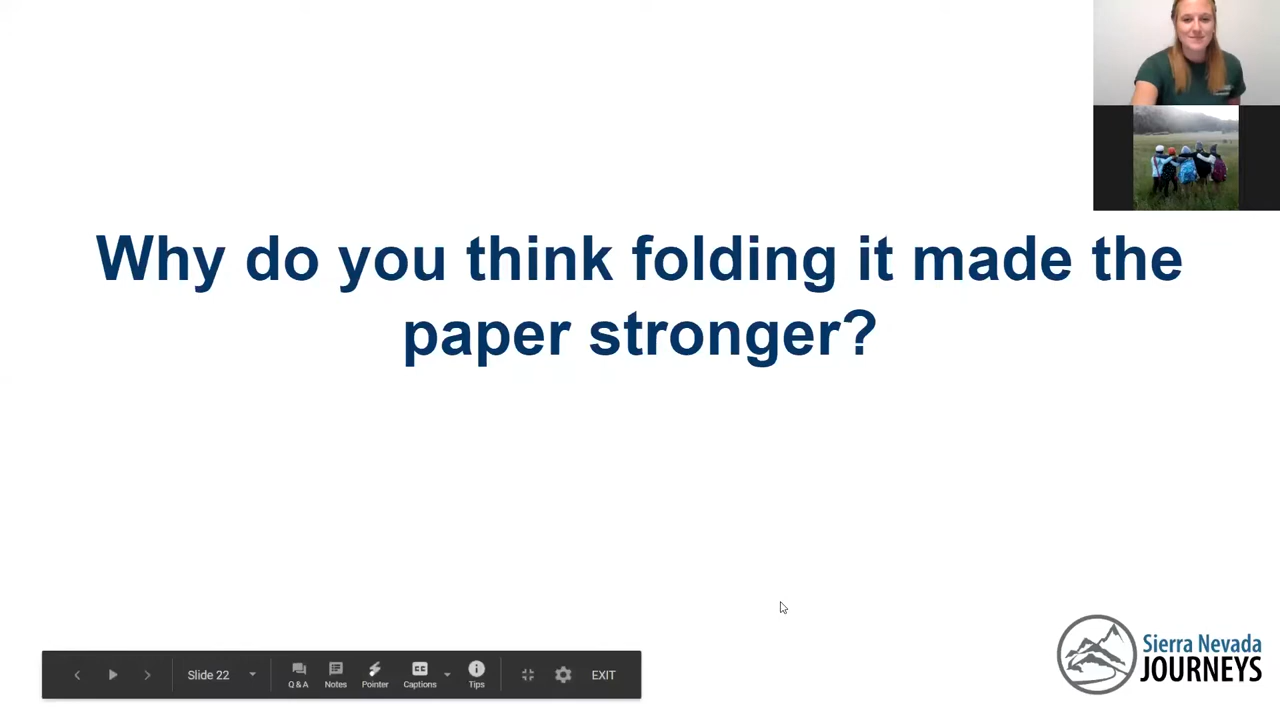 Why do you think folding it made the
paper stronger?
Slide 22
Q & A
Notes
Pointer
Captions
Tips
EXIT
Sierra Nevada
JOURNEYS